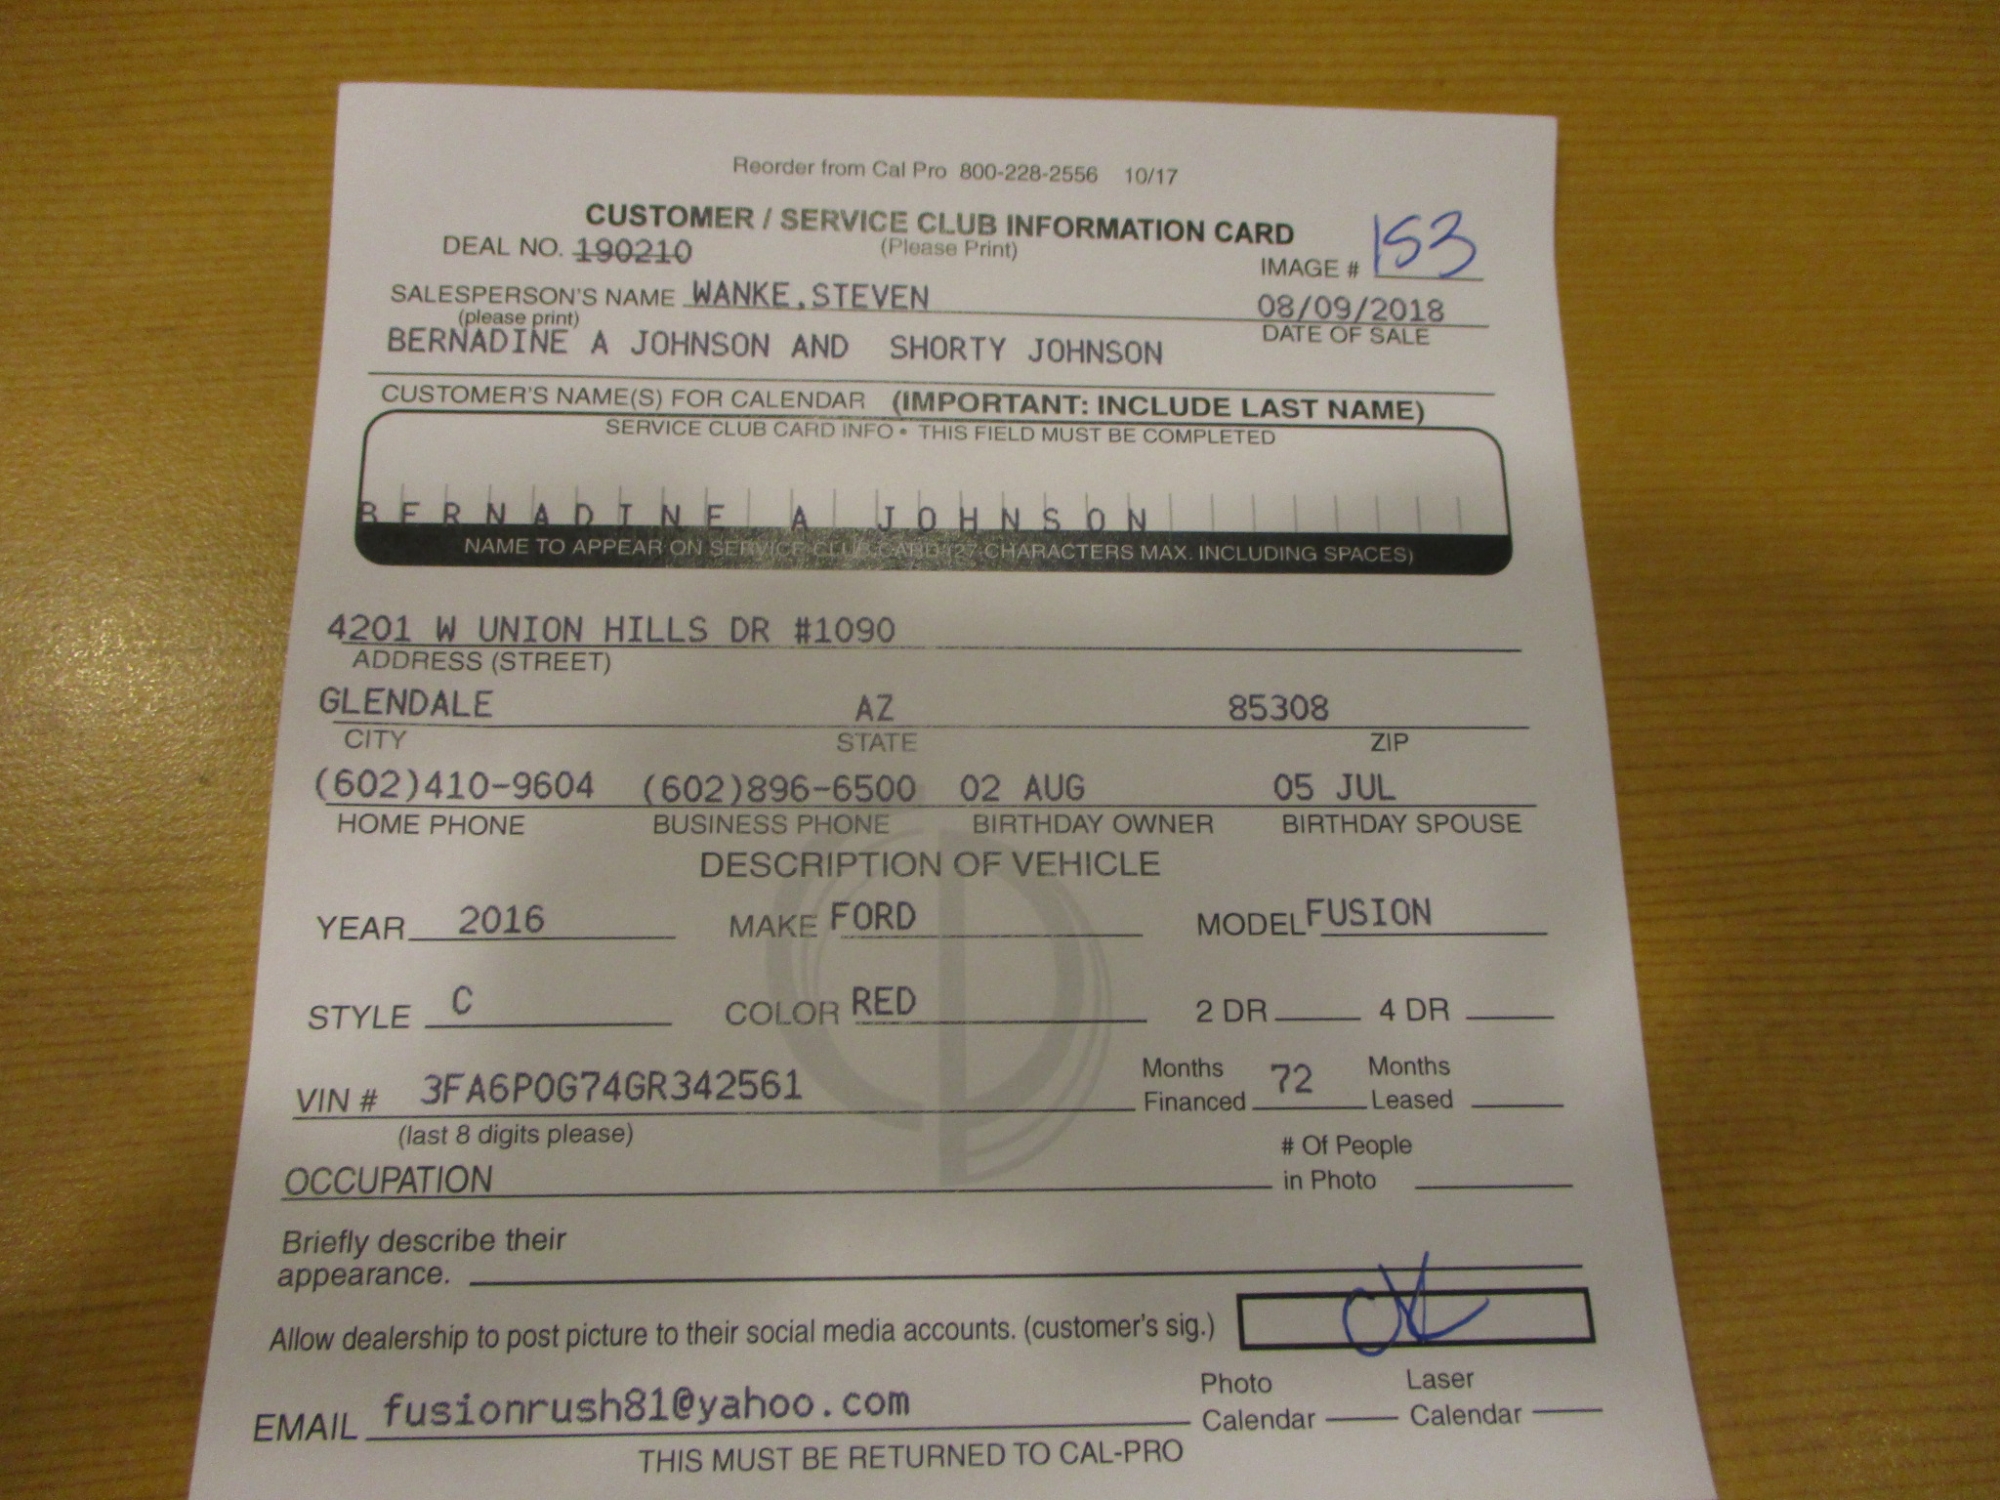 Reorder from Cal Pro 800-228-2556 10/17
CUSTOMER / SERVICE CLUB INFORMATION CARD
DEAL NO. 190210 (Please Print)
IMAGE # 153
SALESPERSON'S NAME WANKE,STEVEN 08/09/2018
(please print) DATE OF SALE
BERNADINE A JOHNSON AND SHORTY JOHNSON
CUSTOMER'S NAME(S) FOR CALENDAR (IMPORTANT: INCLUDE LAST NAME)
SERVICE CLUB CARD INFO • THIS FIELD MUST BE COMPLETED
BERNADINE A JOHNSON
NAME TO APPEAR ON SERVICE CLUB CARD (27 CHARACTERS MAX. INCLUDING SPACES)
4201 W UNION HILLS DR #1090
ADDRESS (STREET)
GLENDALE AZ 85308
CITY STATE ZIP
(602)410-9604 (602)896-6500 02 AUG 05 JUL
HOME PHONE BUSINESS PHONE BIRTHDAY OWNER BIRTHDAY SPOUSE
DESCRIPTION OF VEHICLE
YEAR 2016 MAKE FORD MODEL FUSION
STYLE C COLOR RED 2 DR 4 DR
VIN # 3FA6P0G74GR342561 Months Financed 72 Months Leased
(last 8 digits please)
OCCUPATION # Of People in Photo
Briefly describe their
appearance.
Allow dealership to post picture to their social media accounts. (customer's sig.) OK
EMAIL fusionrush81@yahoo.com Photo Calendar Laser Calendar
THIS MUST BE RETURNED TO CAL-PRO